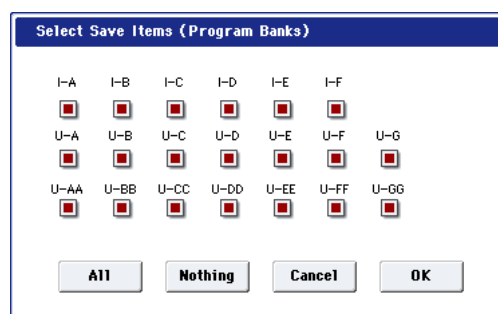 Select Save Items (Program Banks)
I-A I-B I-C I-D I-E I-F
U-A U-B U-C U-D U-E U-F U-G
U-AA U-BB U-CC U-DD U-EE U-FF U-GG
All Nothing Cancel OK